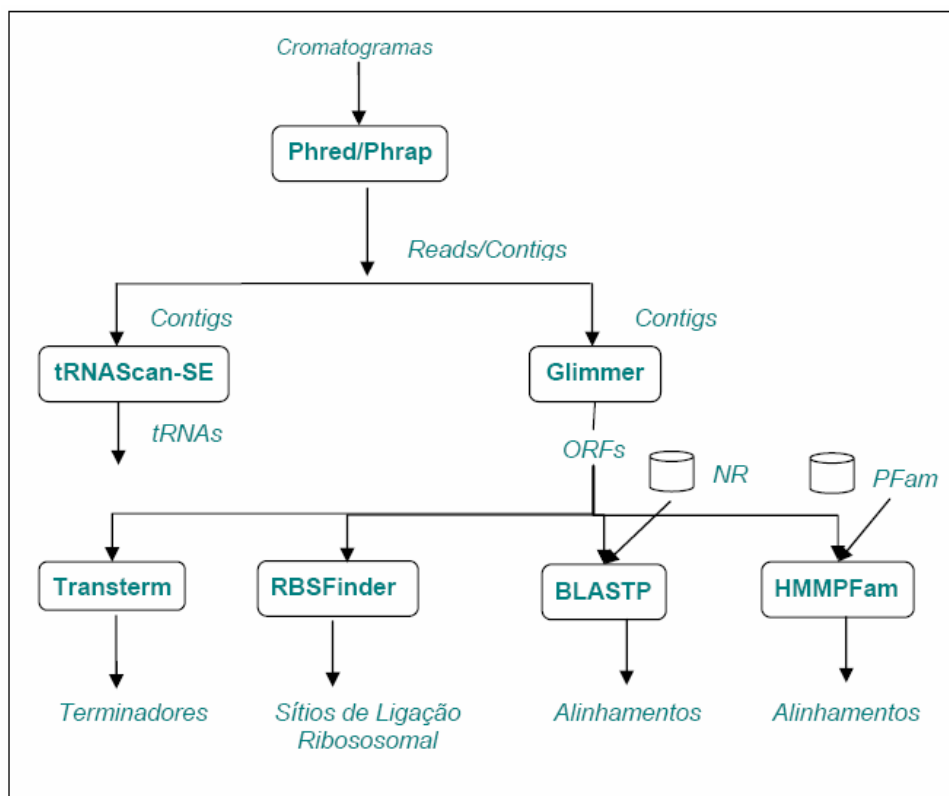 Cromatogramas
Phred/Phrap
Reads/Contigs
Contigs
Contigs
tRNAScan-SE
Glimmer
tRNAs
ORFs
NR
PFam
Transterm
RBSFinder
BLASTP
HMMPFam
Terminadores
Sítios de Ligação
Ribososomal
Alinhamentos
Alinhamentos